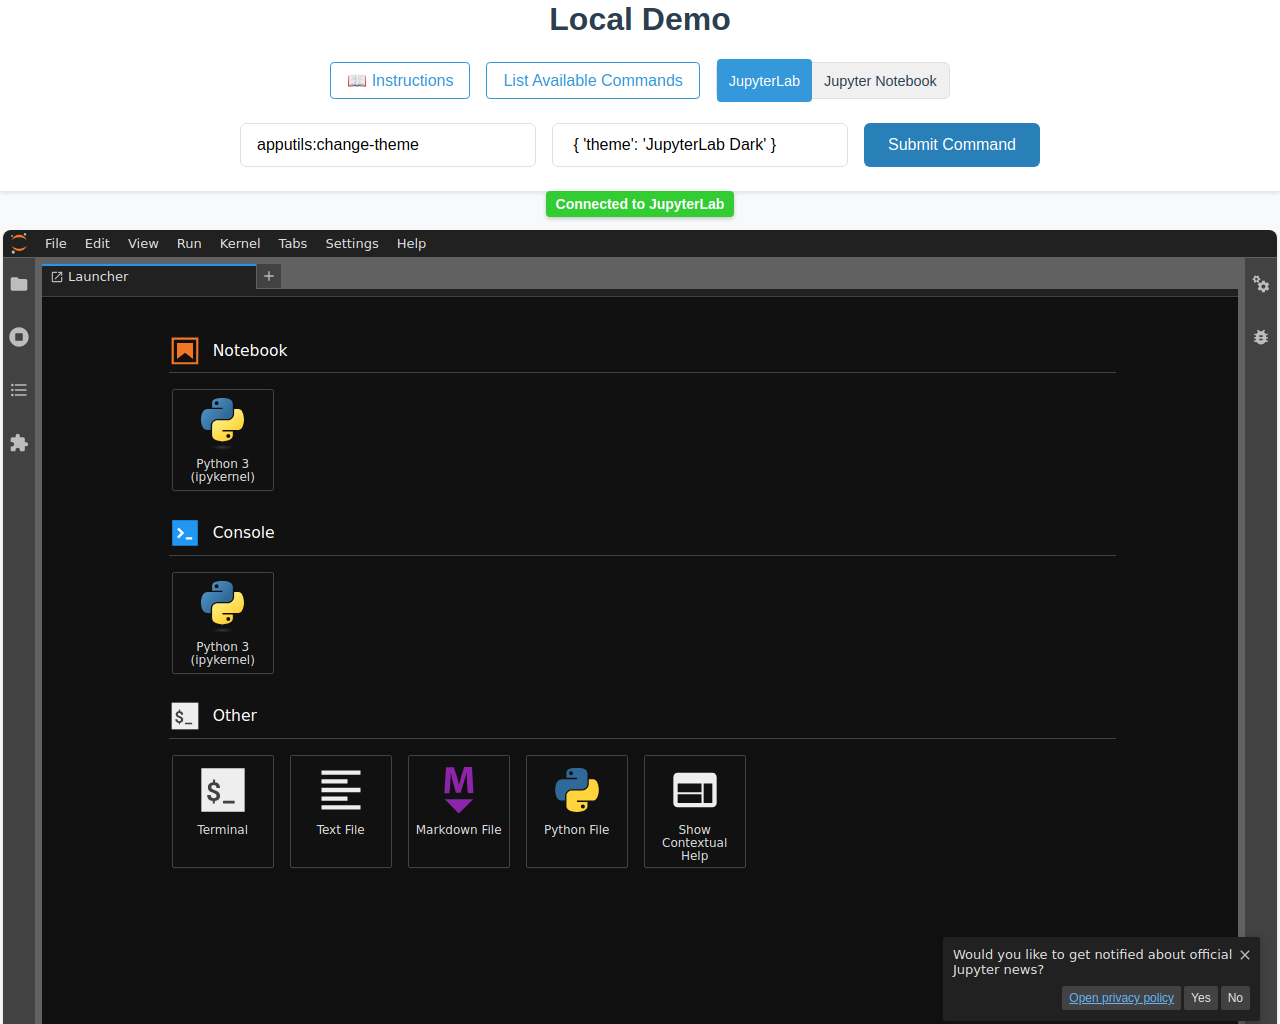 Local Demo
📖 Instructions
List Available Commands
JupyterLab
Jupyter Notebook
apputils:change-theme
{ 'theme': 'JupyterLab Dark' }
Submit Command
Connected to JupyterLab
File Edit View Run Kernel Tabs Settings Help
Launcher
Notebook
Python 3
(ipykernel)
Console
Python 3
(ipykernel)
$_ Other
$_
Terminal
Text File
M
Markdown File
Python File
Show
Contextual
Help
Would you like to get notified about official
Jupyter news?
Open privacy policy
Yes
No